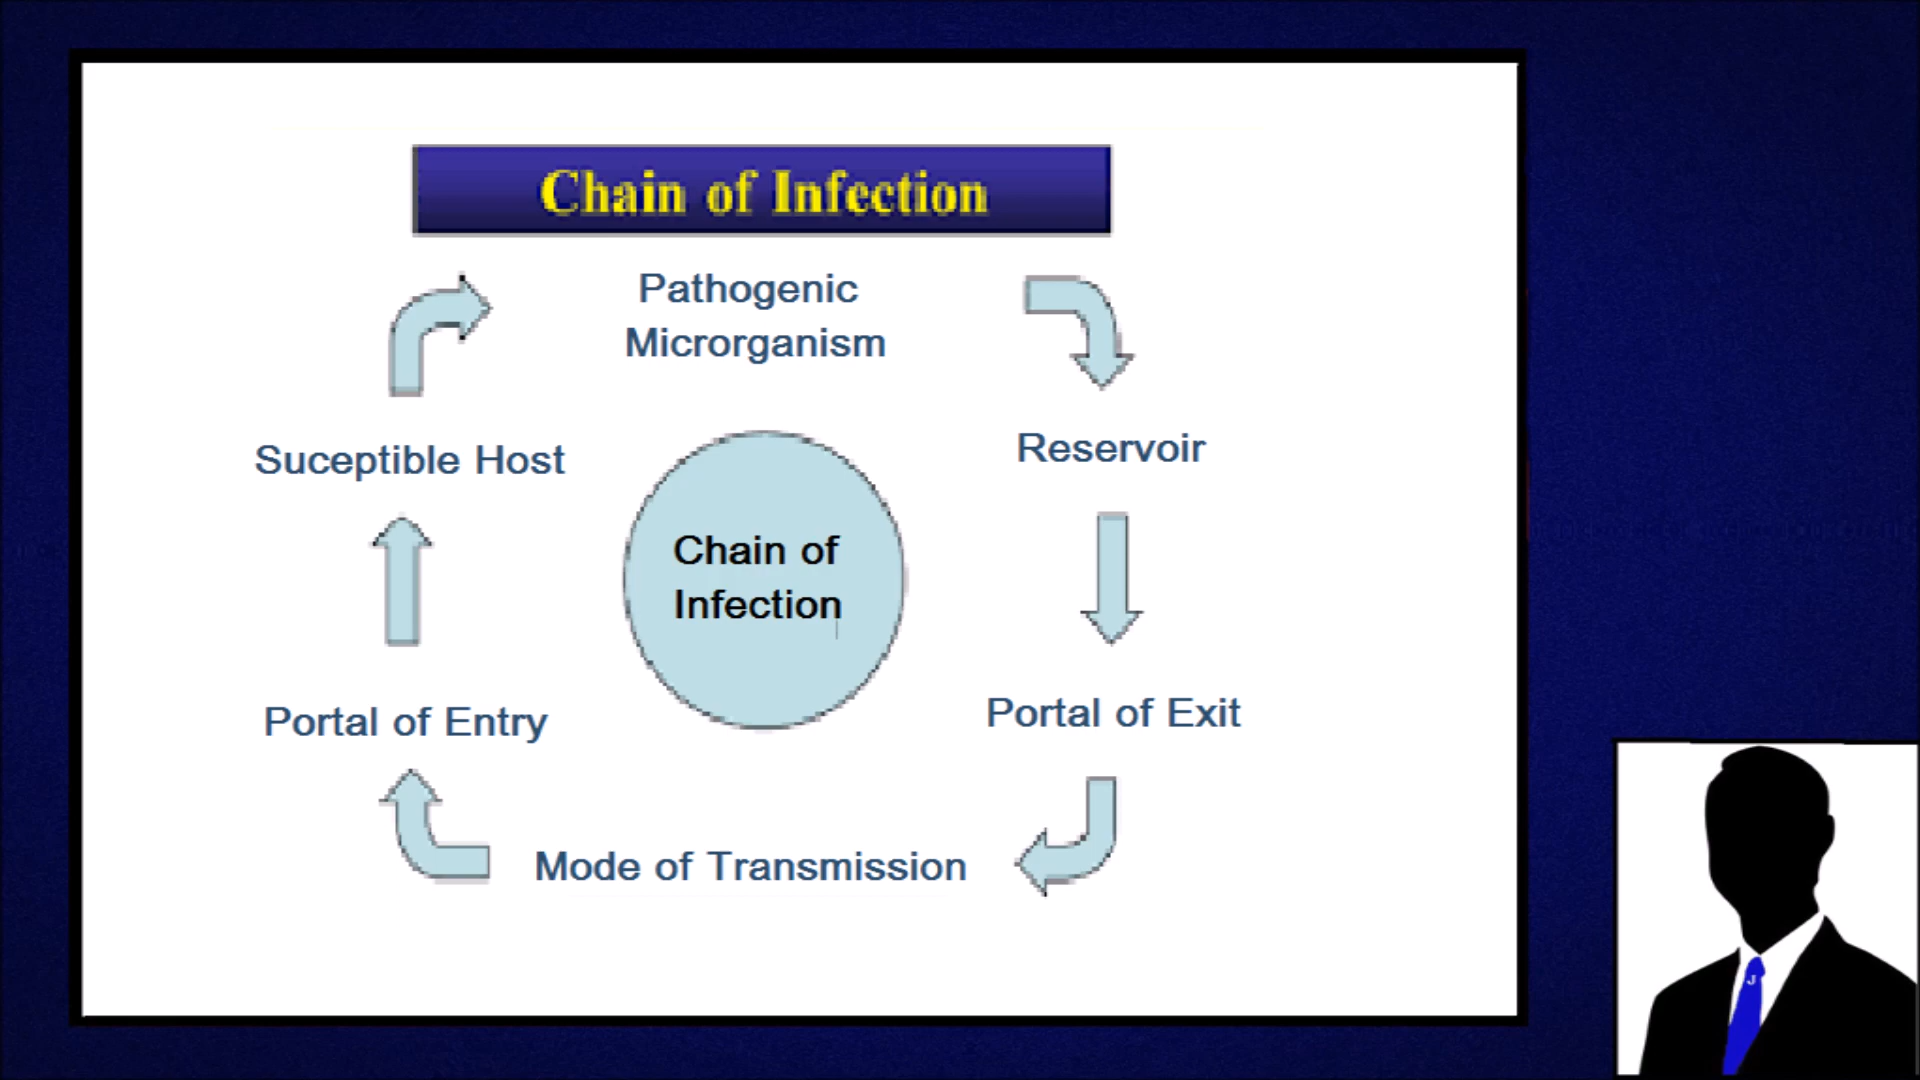 Chain of Infection
Pathogenic
Microrganism
Reservoir
Portal of Exit
Mode of Transmission
Portal of Entry
Suceptible Host
Chain of
Infection
J